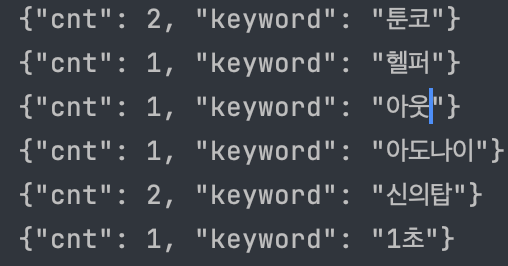 {"cnt": 2, "keyword": "툰코"}
{"cnt": 1, "keyword": "헬퍼"}
{"cnt": 1, "keyword": "아웃"}
{"cnt": 1, "keyword": "아도나이"}
{"cnt": 2, "keyword": "신의탑"}
{"cnt": 1, "keyword": "1초"}